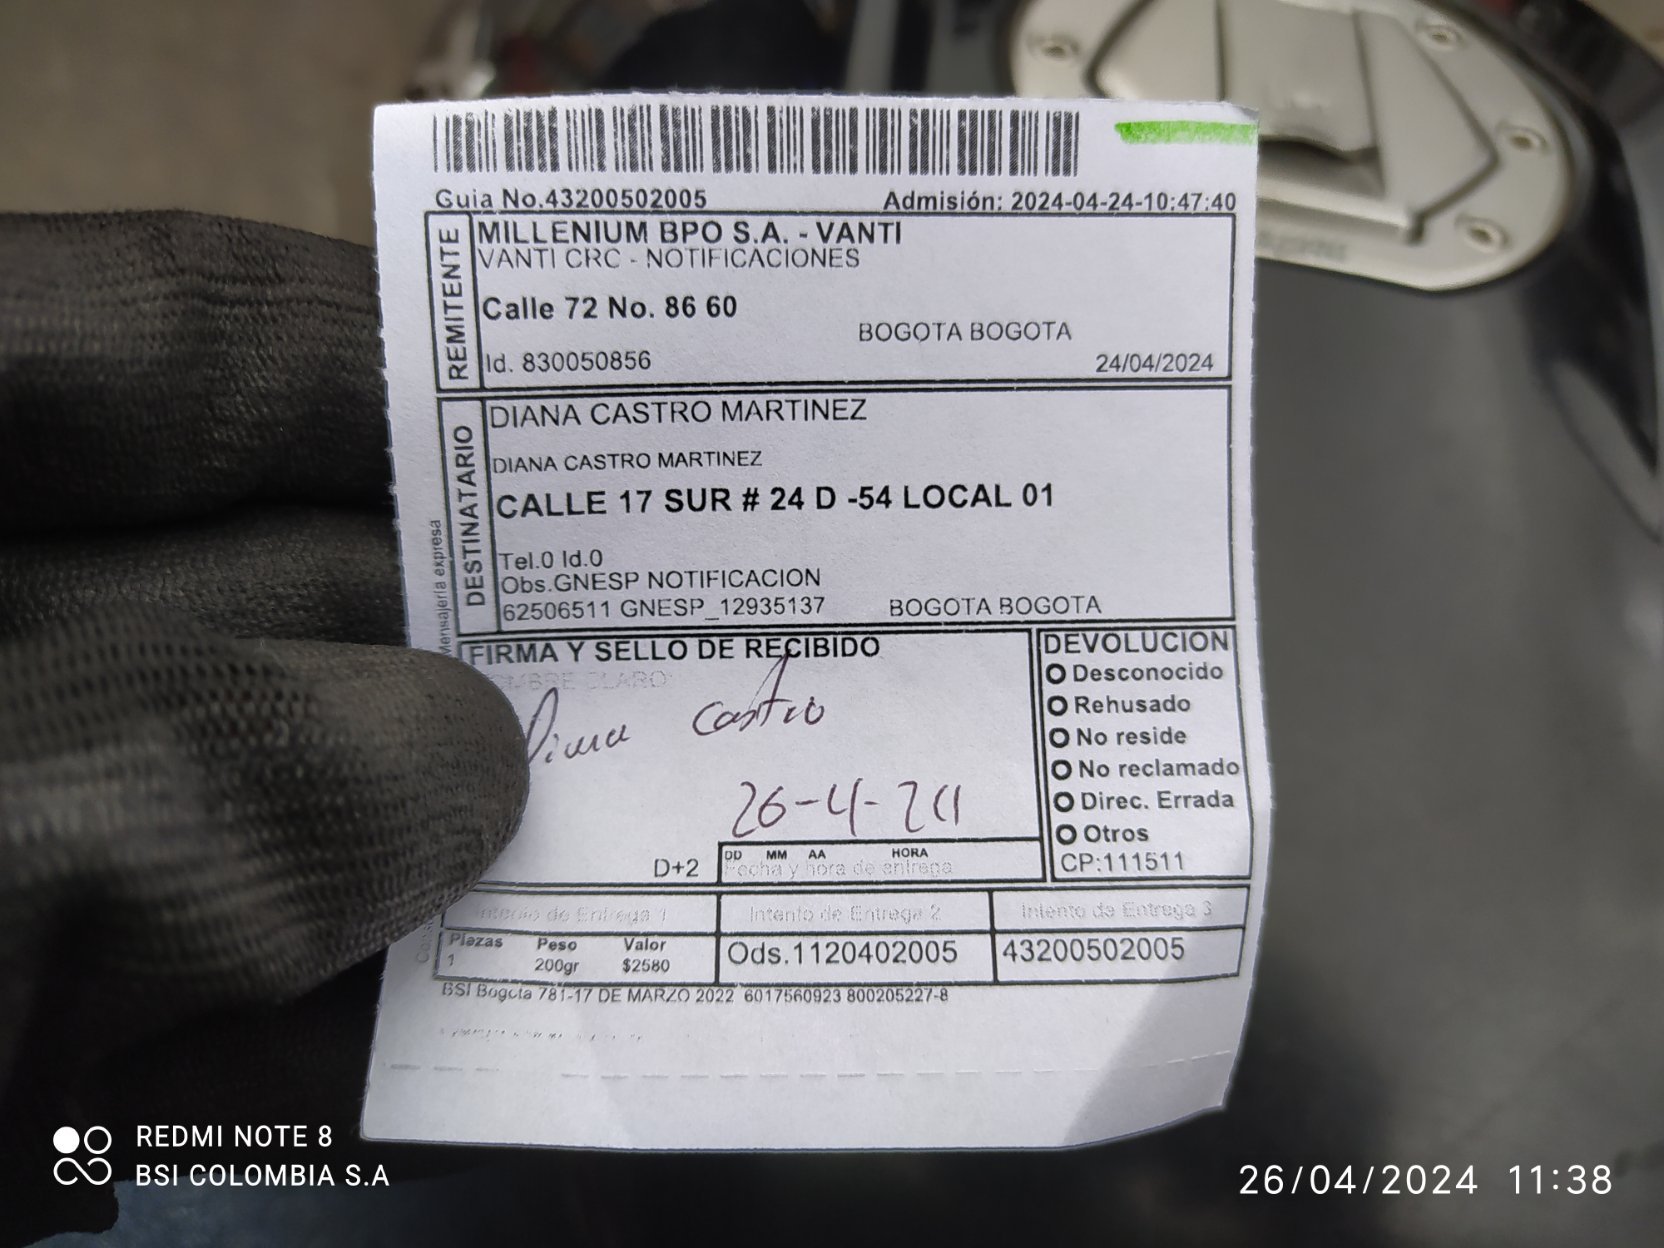 Guia No.43200502005 Admisión: 2024-04-24-10:47:40
REMITENTE
MILLENIUM BPO S.A. - VANTI
VANTI CRC - NOTIFICACIONES
Calle 72 No. 86 60
BOGOTA BOGOTA
Id. 830050856 24/04/2024
DESTINATARIO
DIANA CASTRO MARTINEZ
DIANA CASTRO MARTINEZ
CALLE 17 SUR # 24 D -54 LOCAL 01
Tel.0 Id.0
Obs.GNESP NOTIFICACION
62506511 GNESP_12935137 BOGOTA BOGOTA
Mensajería expresa
FIRMA Y SELLO DE RECIBIDO
CLARO
Diana Castro
26-4-24
D+2
DD MM AA HORA
Fecha y hora de entrega
DEVOLUCION
Desconocido
Rehusado
No reside
No reclamado
Direc. Errada
Otros
CP:111511
Intento de Entrega 1 Intento de Entrega 2 Intento de Entrega 3
Piezas Peso Valor
1 200gr $2580
Ods.1120402005 43200502005
BSI Bogota 781-17 DE MARZO 2022 6017560923 800205227-8
REDMI NOTE 8
BSI COLOMBIA S.A
26/04/2024 11:38